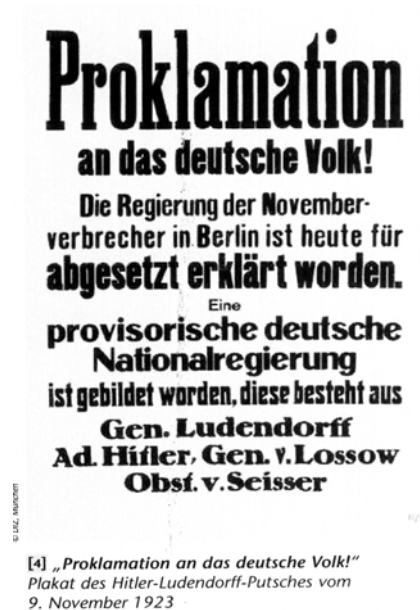 Proklamation
an das deutsche Volk!
Die Regierung der November-
verbrecher in Berlin ist heute für
abgesetzt erklärt worden.
Eine
provisorische deutsche
Nationalregierung
ist gebildet worden, diese besteht aus
Gen. Ludendorff
Ad. Hitler, Gen. v. Lossow
Obst. v. Seisser
[4] „Proklamation an das deutsche Volk!“
Plakat des Hitler-Ludendorff-Putsches vom
9. November 1923
© DIZ, München